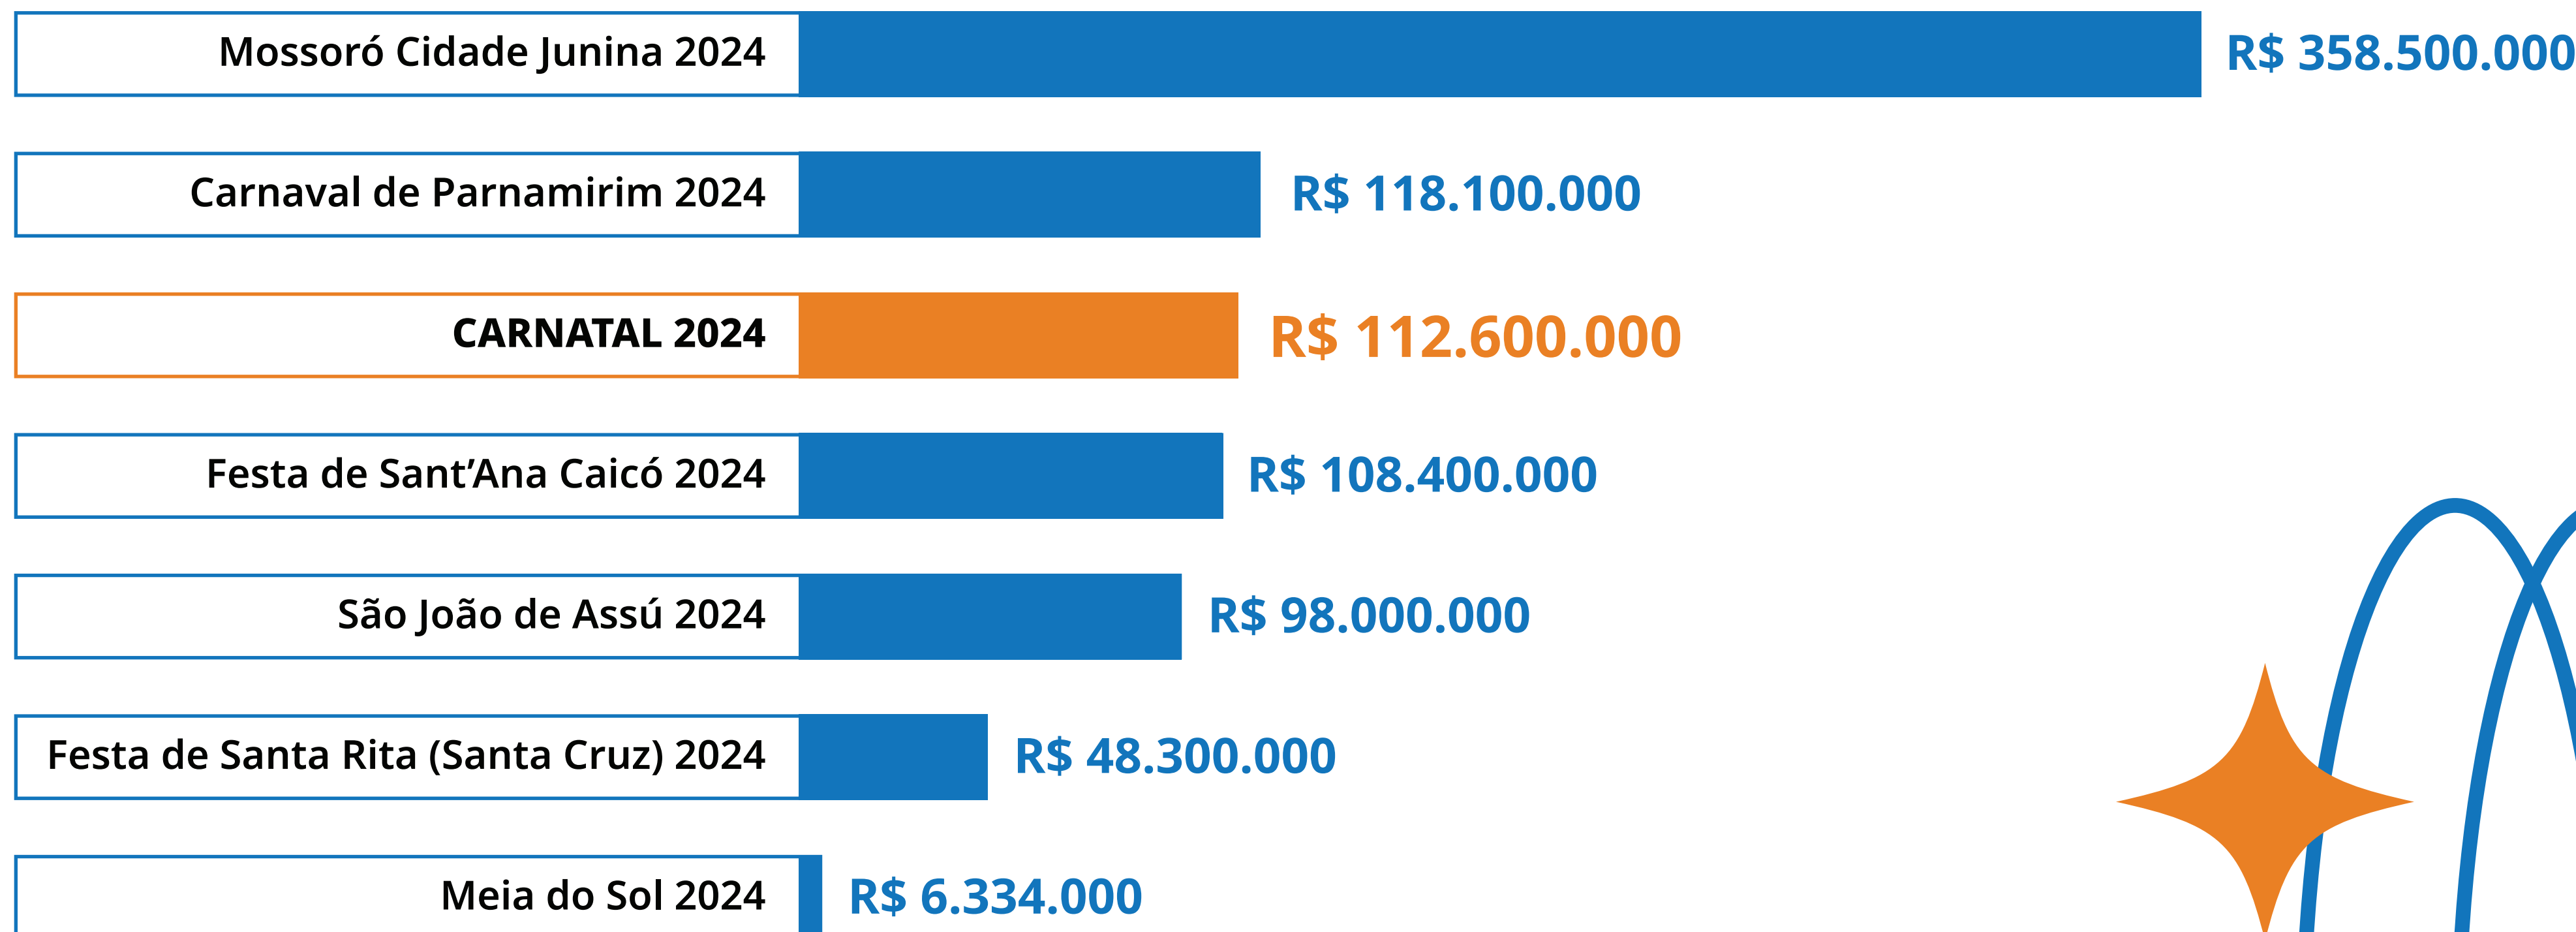 Mossoró Cidade Junina 2024 R$ 358.500.000
Carnaval de Parnamirim 2024 R$ 118.100.000
CARNATAL 2024 R$ 112.600.000
Festa de Sant’Ana Caicó 2024 R$ 108.400.000
São João de Assú 2024 R$ 98.000.000
Festa de Santa Rita (Santa Cruz) 2024 R$ 48.300.000
Meia do Sol 2024 R$ 6.334.000